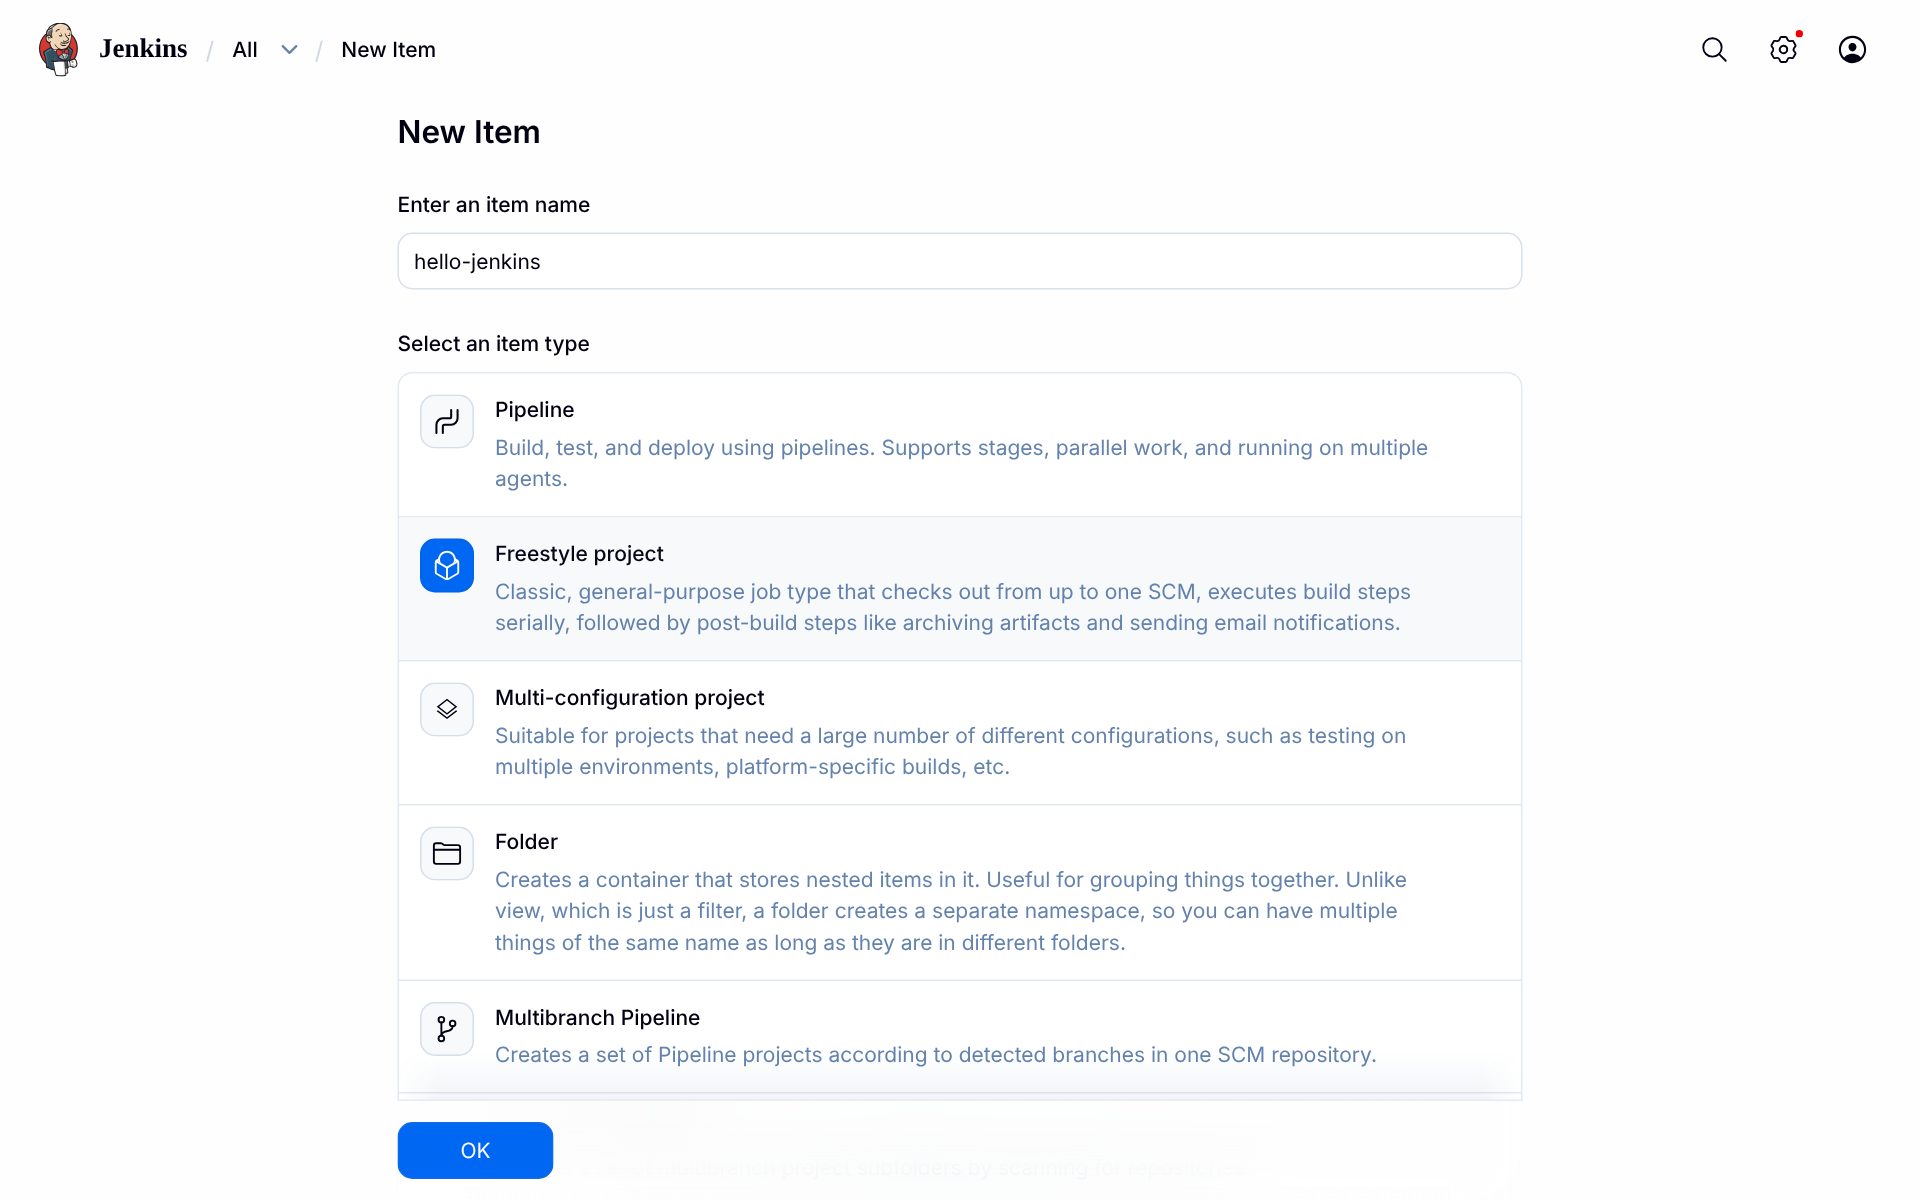 Jenkins / All / New Item
New Item
Enter an item name
hello-jenkins
Select an item type
Pipeline
Build, test, and deploy using pipelines. Supports stages, parallel work, and running on multiple
agents.
Freestyle project
Classic, general-purpose job type that checks out from up to one SCM, executes build steps
serially, followed by post-build steps like archiving artifacts and sending email notifications.
Multi-configuration project
Suitable for projects that need a large number of different configurations, such as testing on
multiple environments, platform-specific builds, etc.
Folder
Creates a container that stores nested items in it. Useful for grouping things together. Unlike
view, which is just a filter, a folder creates a separate namespace, so you can have multiple
things of the same name as long as they are in different folders.
Multibranch Pipeline
Creates a set of Pipeline projects according to detected branches in one SCM repository.
OK
multibranch project subfolders by scanning for